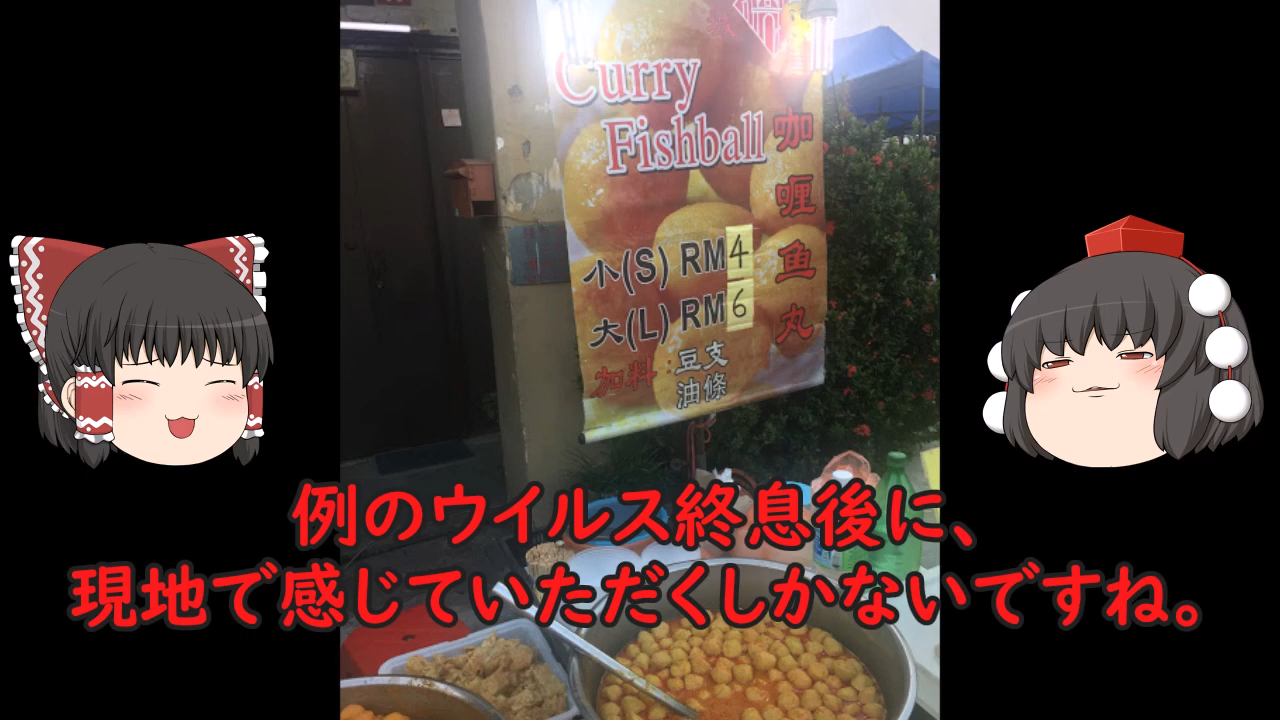 Curry
Fishball
咖喱鱼丸
小(S) RM4
大(L) RM6
加料:豆支
油條
例のウイルス終息後に、
現地で感じていただくしかないですね。